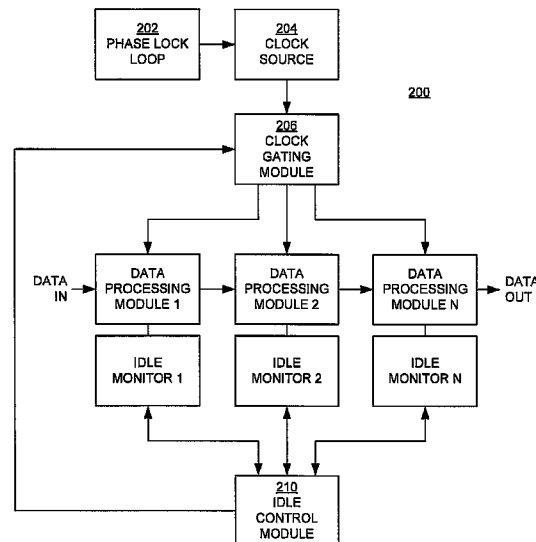 202
PHASE LOCK
LOOP
204
CLOCK
SOURCE
200
206
CLOCK
GATING
MODULE
DATA
IN
DATA
PROCESSING
MODULE 1
DATA
PROCESSING
MODULE 2
DATA
PROCESSING
MODULE N
DATA
OUT
IDLE
MONITOR 1
IDLE
MONITOR 2
IDLE
MONITOR N
210
IDLE
CONTROL
MODULE